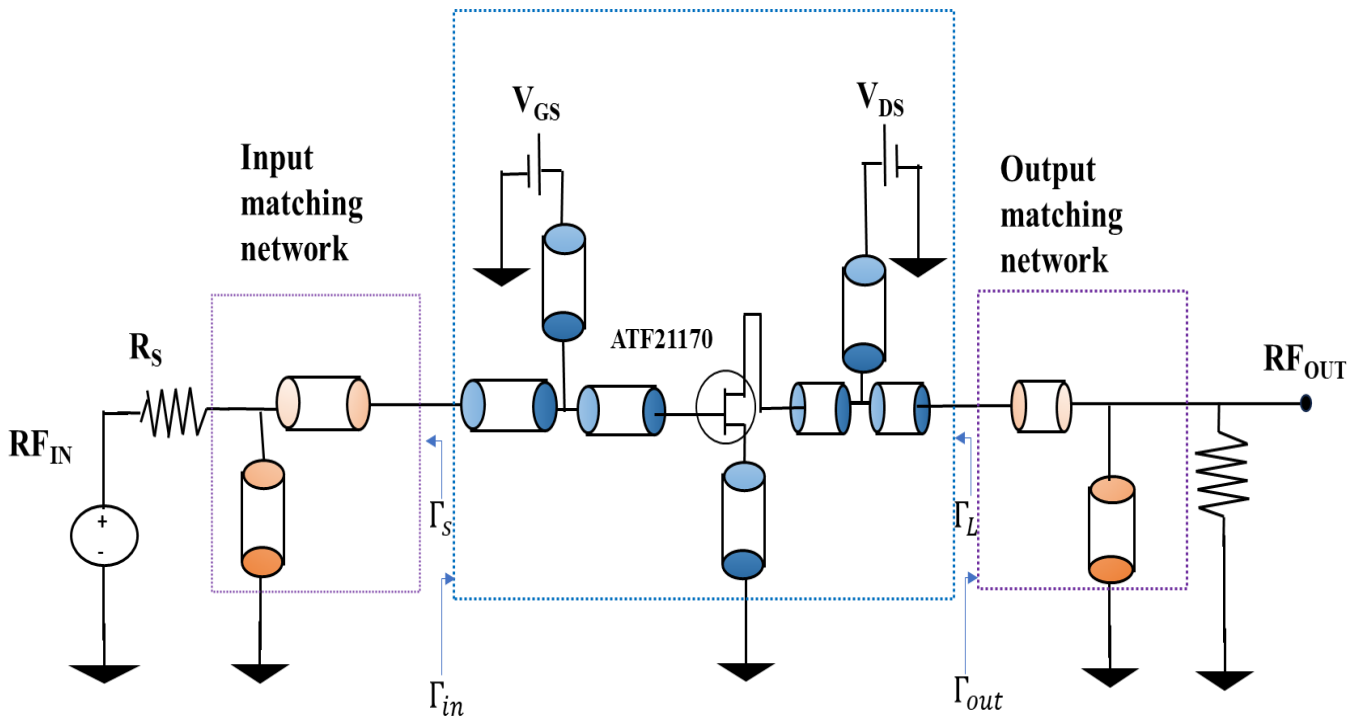 V_GS
V_DS
Input
matching
network
Output
matching
network
ATF21170
R_S
RF_IN
+
-
RF_OUT
Γ_s
Γ_L
Γ_in
Γ_out